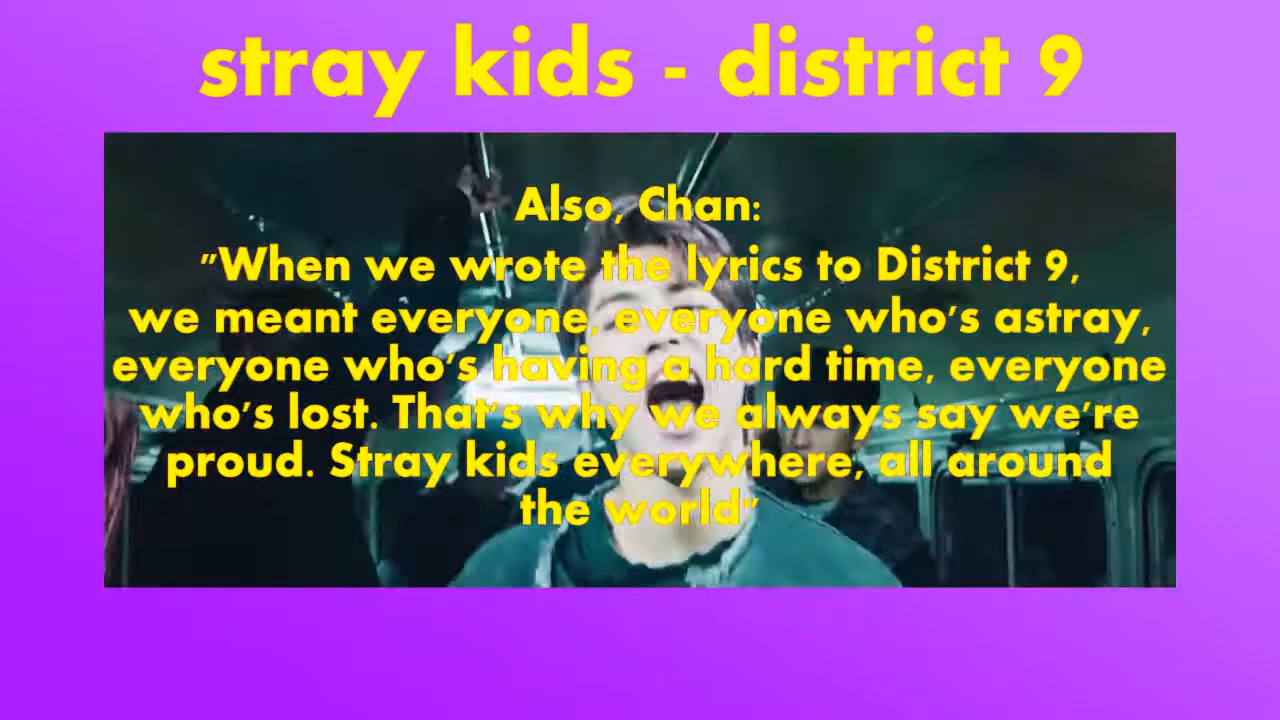 stray kids - district 9
Also, Chan:
"When we wrote the lyrics to District 9,
we meant everyone, everyone who's astray,
everyone who's having a hard time, everyone
who's lost. That's why we always say we're
proud. Stray kids everywhere, all around
the world"